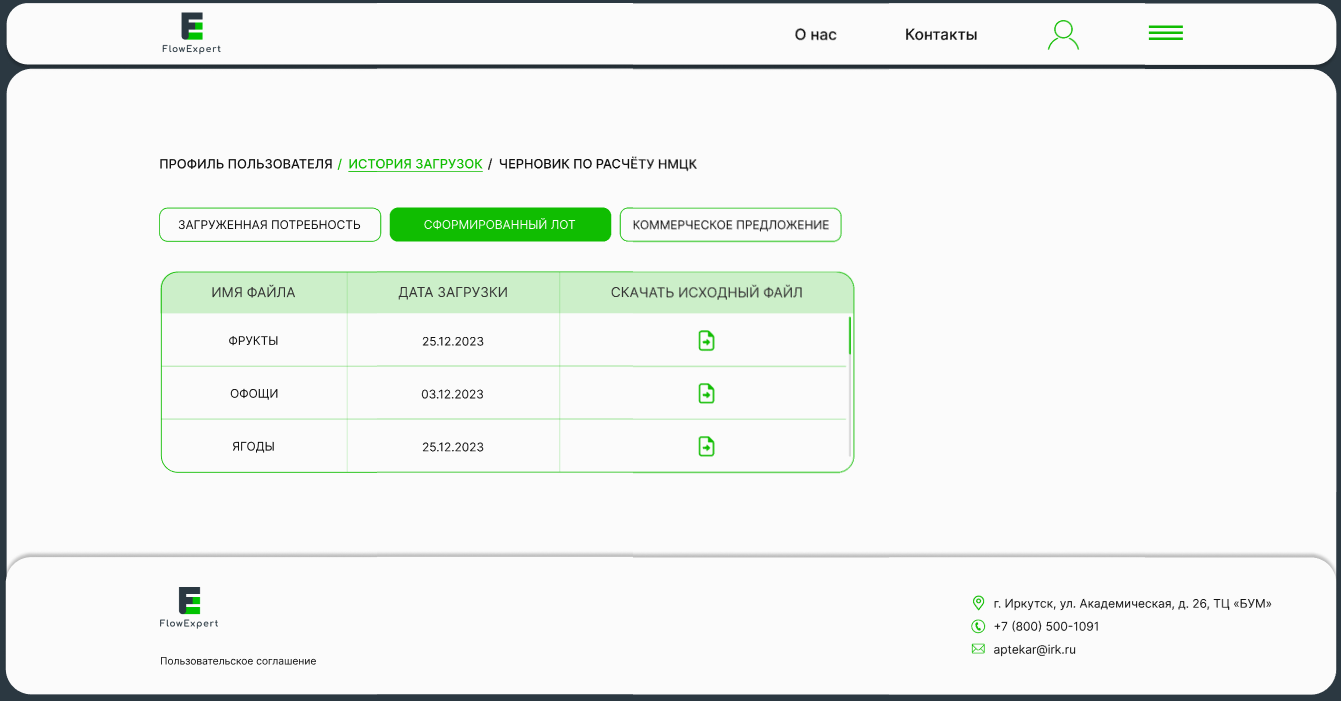 FlowExpert
О нас
Контакты
ПРОФИЛЬ ПОЛЬЗОВАТЕЛЯ / ИСТОРИЯ ЗАГРУЗОК / ЧЕРНОВИК ПО РАСЧЁТУ НМЦК
ЗАГРУЖЕННАЯ ПОТРЕБНОСТЬ
СФОРМИРОВАННЫЙ ЛОТ
КОММЕРЧЕСКОЕ ПРЕДЛОЖЕНИЕ
ИМЯ ФАЙЛА
ДАТА ЗАГРУЗКИ
СКАЧАТЬ ИСХОДНЫЙ ФАЙЛ
ФРУКТЫ
25.12.2023
ОФОЩИ
03.12.2023
ЯГОДЫ
25.12.2023
FlowExpert
Пользовательское соглашение
г. Иркутск, ул. Академическая, д. 26, ТЦ «БУМ»
+7 (800) 500-1091
aptekar@irk.ru